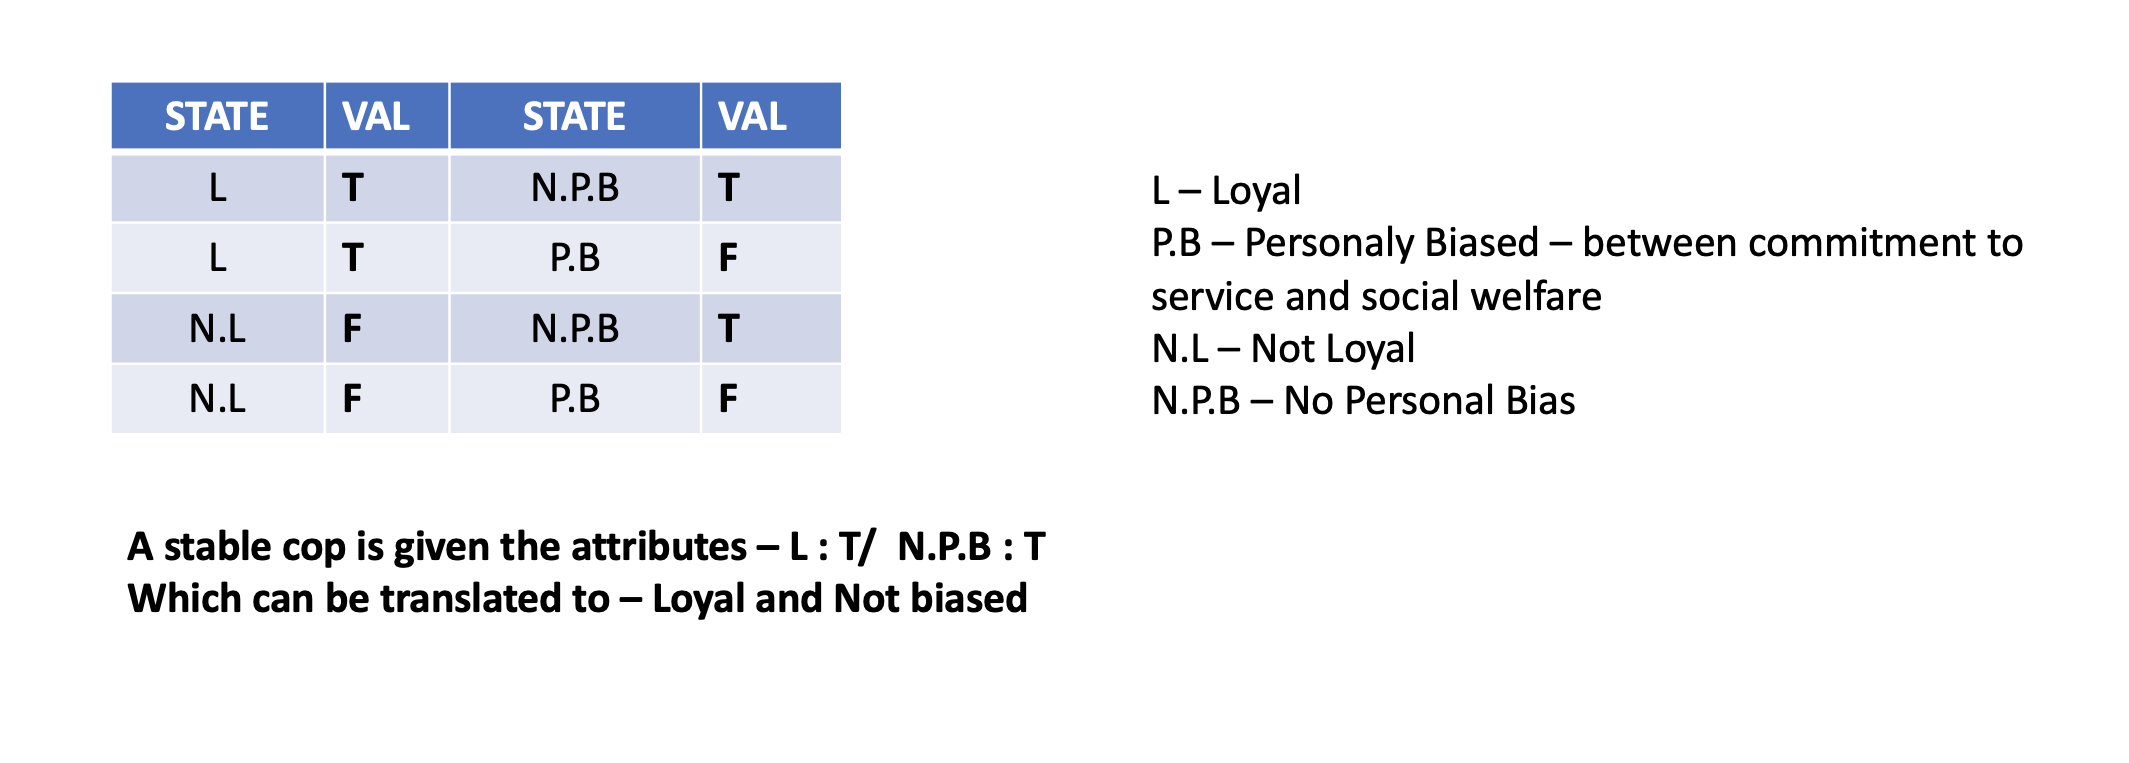 STATE VAL STATE VAL
L T N.P.B T
L T P.B F
N.L F N.P.B T
N.L F P.B F
L – Loyal
P.B – Personaly Biased – between commitment to
service and social welfare
N.L – Not Loyal
N.P.B – No Personal Bias
A stable cop is given the attributes – L : T/  N.P.B : T
Which can be translated to – Loyal and Not biased